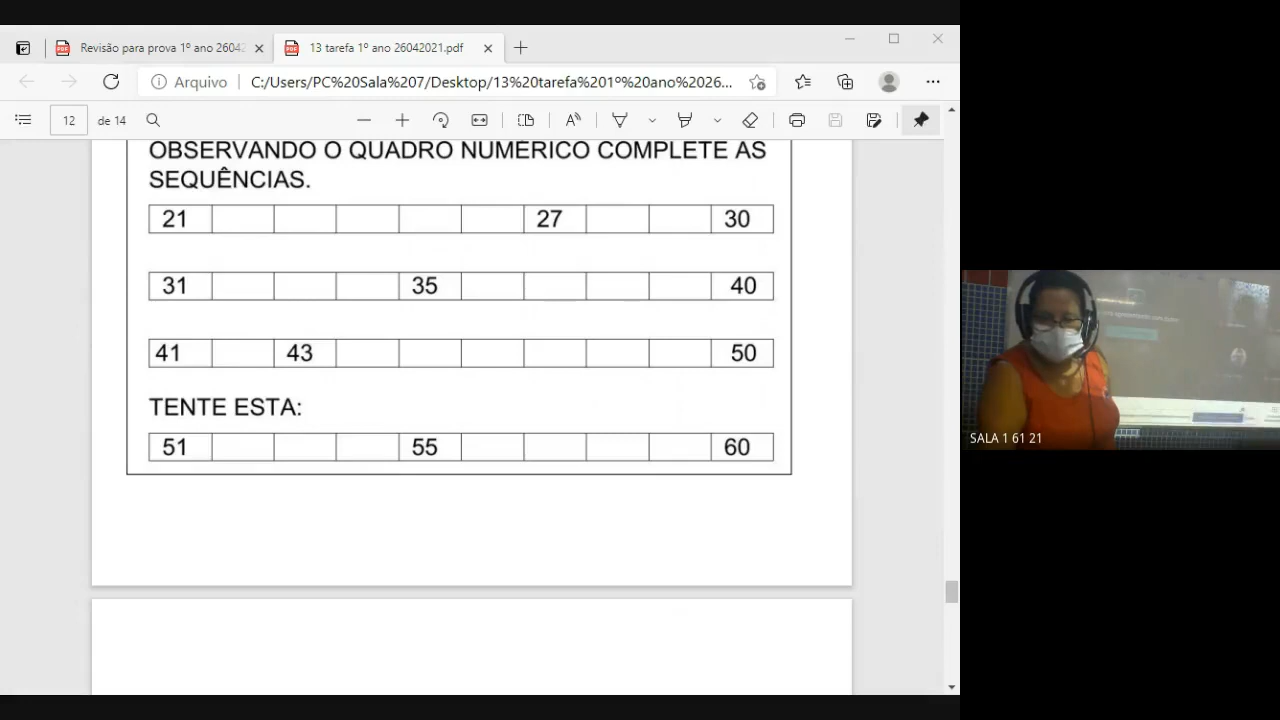 Revisão para prova 1º ano 26042
13 tarefa 1º ano 26042021.pdf
Arquivo
C:/Users/PC%20Sala%207/Desktop/13%20tarefa%201º%20ano%2026...
12 de 14
OBSERVANDO O QUADRO NUMÉRICO COMPLETE AS
SEQUÊNCIAS.
21 27 30
31 35 40
41 43 50
TENTE ESTA:
51 55 60
SALA 1 61 21